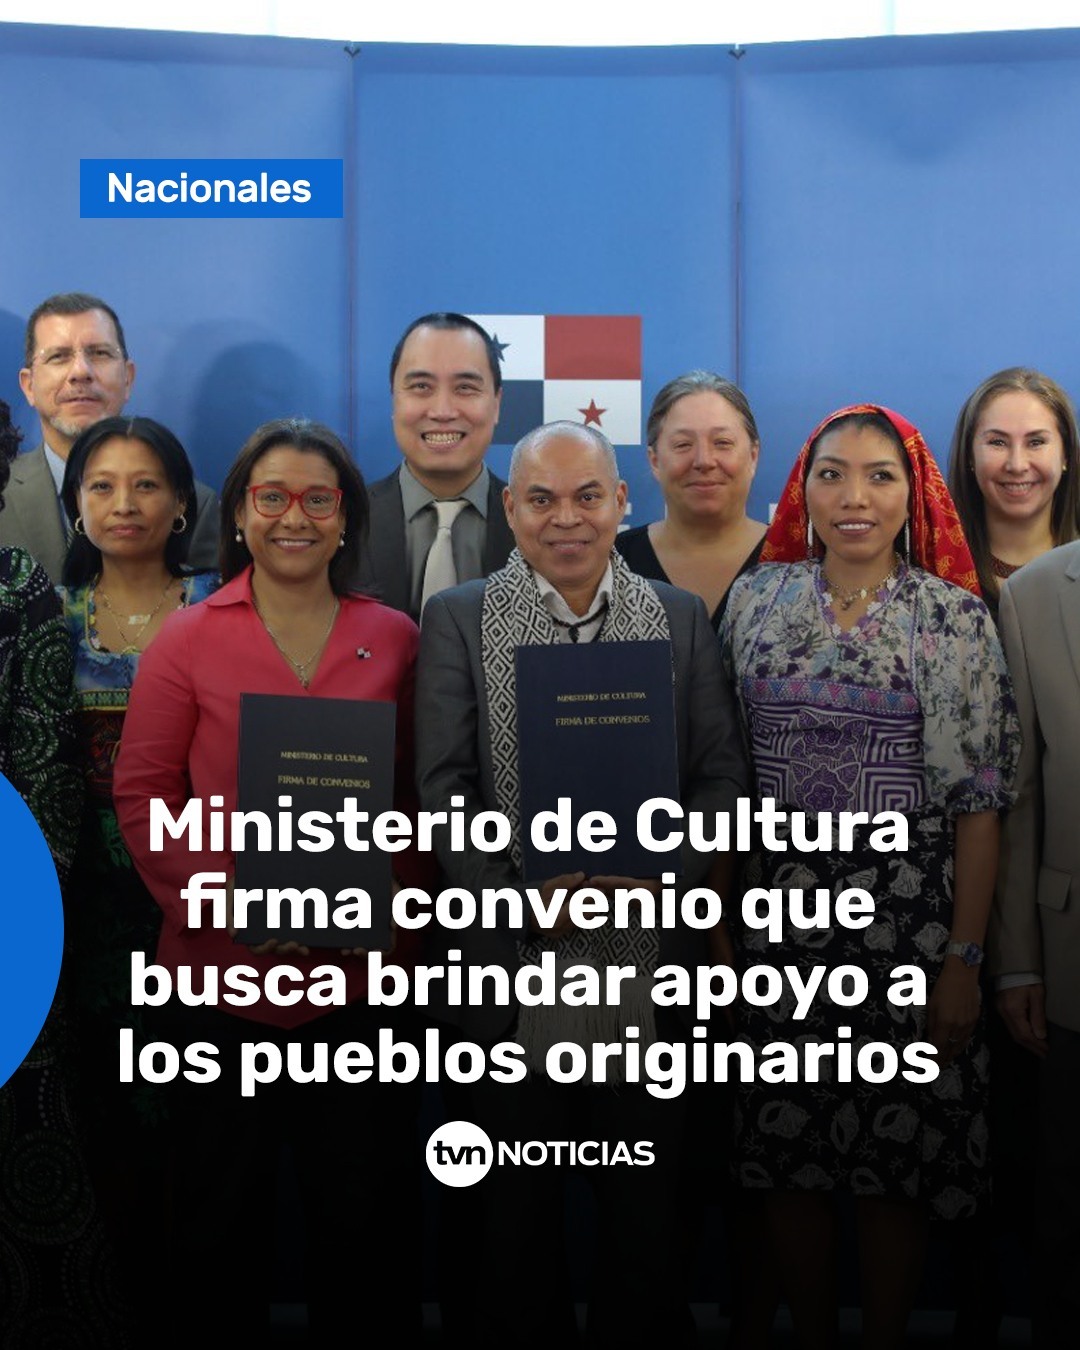 Nacionales
MINISTERIO DE CULTURA
FIRMA DE CONVENIOS
MINISTERIO DE CULTURA
FIRMA DE CONVENIOS
Ministerio de Cultura
firma convenio que
busca brindar apoyo a
los pueblos originarios
tvn NOTICIAS